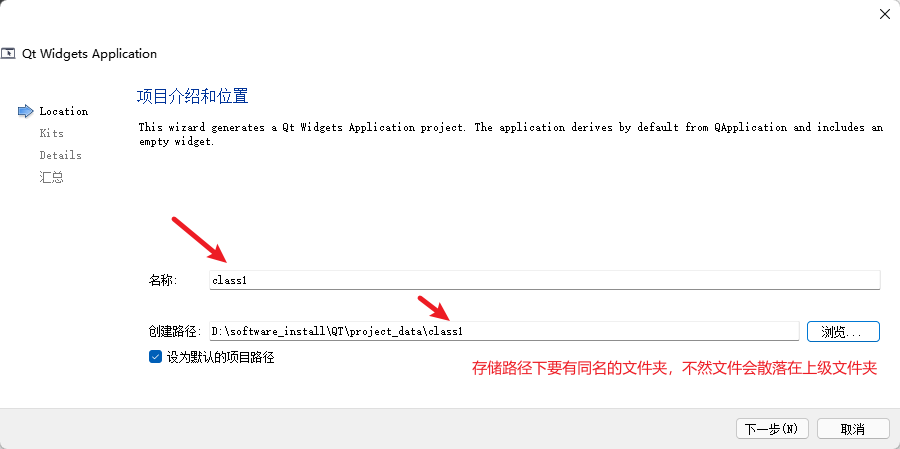 Qt Widgets Application
项目介绍和位置
Location
Kits
Details
汇总
This wizard generates a Qt Widgets Application project. The application derives by default from QApplication and includes an
empty widget.
名称：
class1
创建路径：
D:\software_install\QT\project_data\class1
浏览...
设为默认的项目路径
存储路径下要有同名的文件夹，不然文件会散落在上级文件夹
下一步(N)
取消